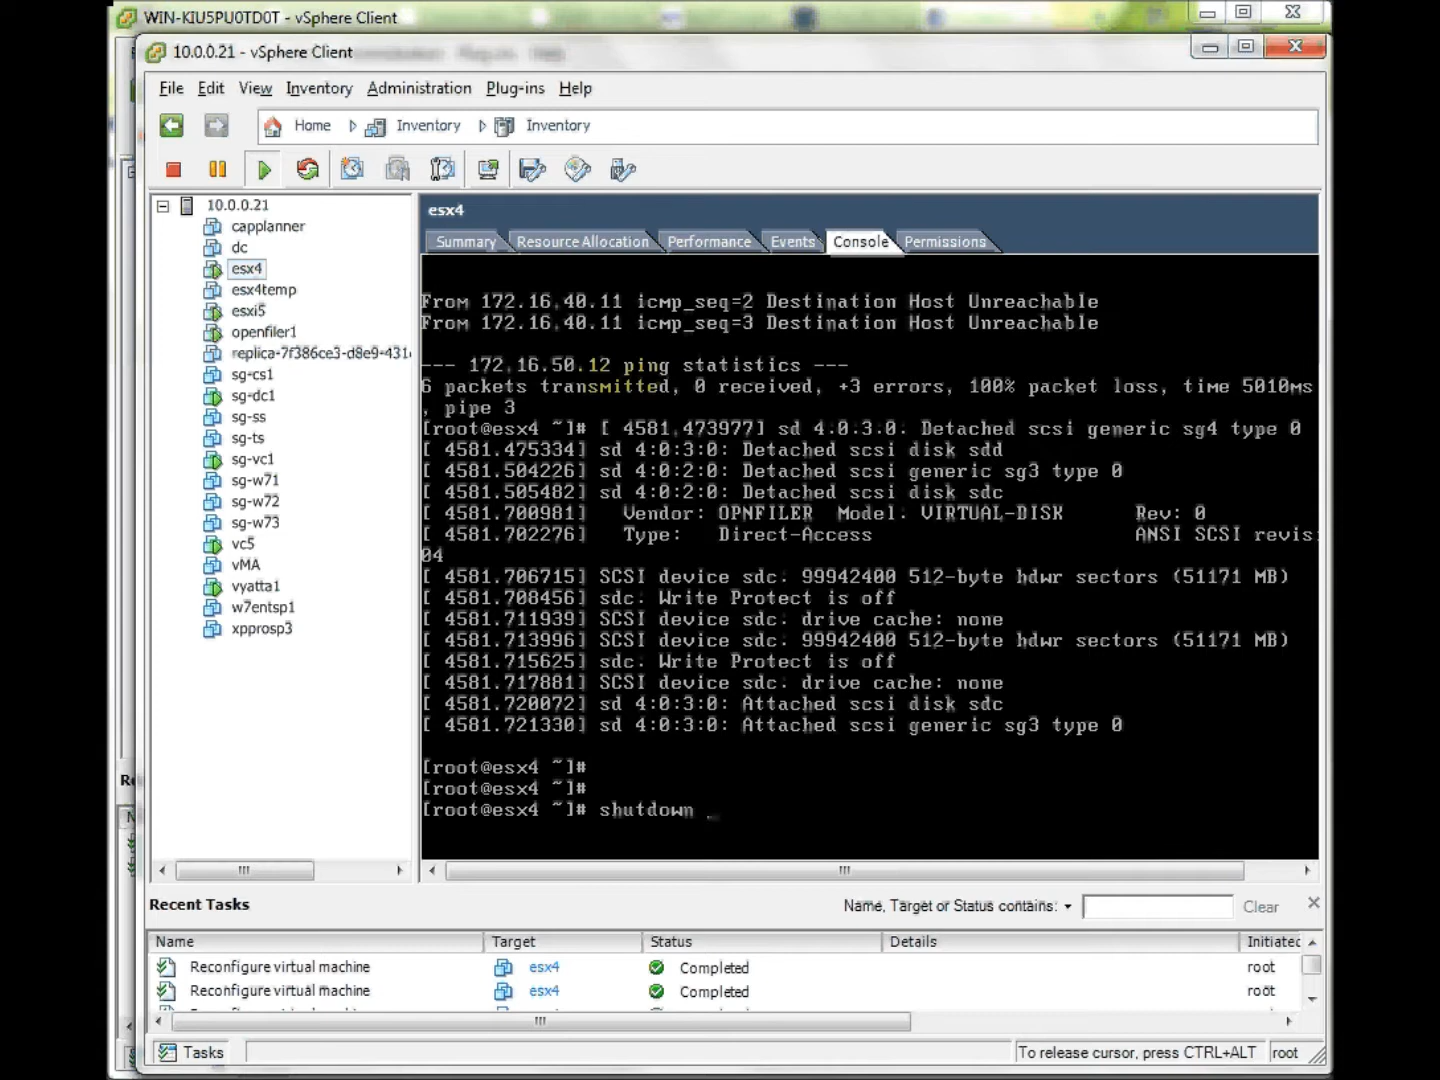 WIN-KIU5PU0TD0T - vSphere Client
10.0.0.21 - vSphere Client
File Edit View Inventory Administration Plug-ins Help
Home Inventory Inventory
10.0.0.21
capplanner
dc
esx4
esx4temp
esxi5
openfiler1
replica-7f386ce3-d8e9-431
sg-cs1
sg-dc1
sg-ss
sg-ts
sg-vc1
sg-w71
sg-w72
sg-w73
vc5
vMA
vyatta1
w7entsp1
xpprosp3
esx4
Summary Resource Allocation Performance Events Console Permissions
From 172.16.40.11 icmp_seq=2 Destination Host Unreachable
From 172.16.40.11 icmp_seq=3 Destination Host Unreachable
--- 172.16.50.12 ping statistics ---
6 packets transmitted, 0 received, +3 errors, 100% packet loss, time 5010ms
, pipe 3
[root@esx4 ~]# [ 4581.473977] sd 4:0:3:0: Detached scsi generic sg4 type 0
[ 4581.475334] sd 4:0:3:0: Detached scsi disk sdd
[ 4581.504226] sd 4:0:2:0: Detached scsi generic sg3 type 0
[ 4581.505482] sd 4:0:2:0: Detached scsi disk sdc
[ 4581.700981] Vendor: OPNFILER Model: VIRTUAL-DISK Rev: 0
[ 4581.702276] Type: Direct-Access ANSI SCSI revis
04
[ 4581.706715] SCSI device sdc: 99942400 512-byte hdwr sectors (51171 MB)
[ 4581.708456] sdc: Write Protect is off
[ 4581.711939] SCSI device sdc: drive cache: none
[ 4581.713996] SCSI device sdc: 99942400 512-byte hdwr sectors (51171 MB)
[ 4581.715625] sdc: Write Protect is off
[ 4581.717881] SCSI device sdc: drive cache: none
[ 4581.720072] sd 4:0:3:0: Attached scsi disk sdc
[ 4581.721330] sd 4:0:3:0: Attached scsi generic sg3 type 0
[root@esx4 ~]#
[root@esx4 ~]#
[root@esx4 ~]# shutdown _
Recent Tasks Name, Target or Status contains: Clear
Name Target Status Details Initiated
Reconfigure virtual machine esx4 Completed root
Reconfigure virtual machine esx4 Completed root
Tasks To release cursor, press CTRL+ALT root